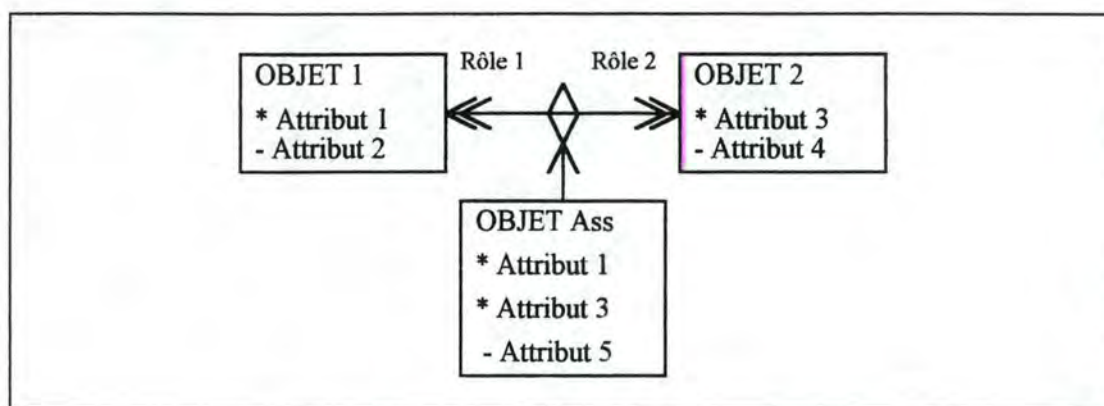 Rôle 1
Rôle 2
OBJET 1
* Attribut 1
- Attribut 2
OBJET 2
* Attribut 3
- Attribut 4
OBJET Ass
* Attribut 1
* Attribut 3
- Attribut 5